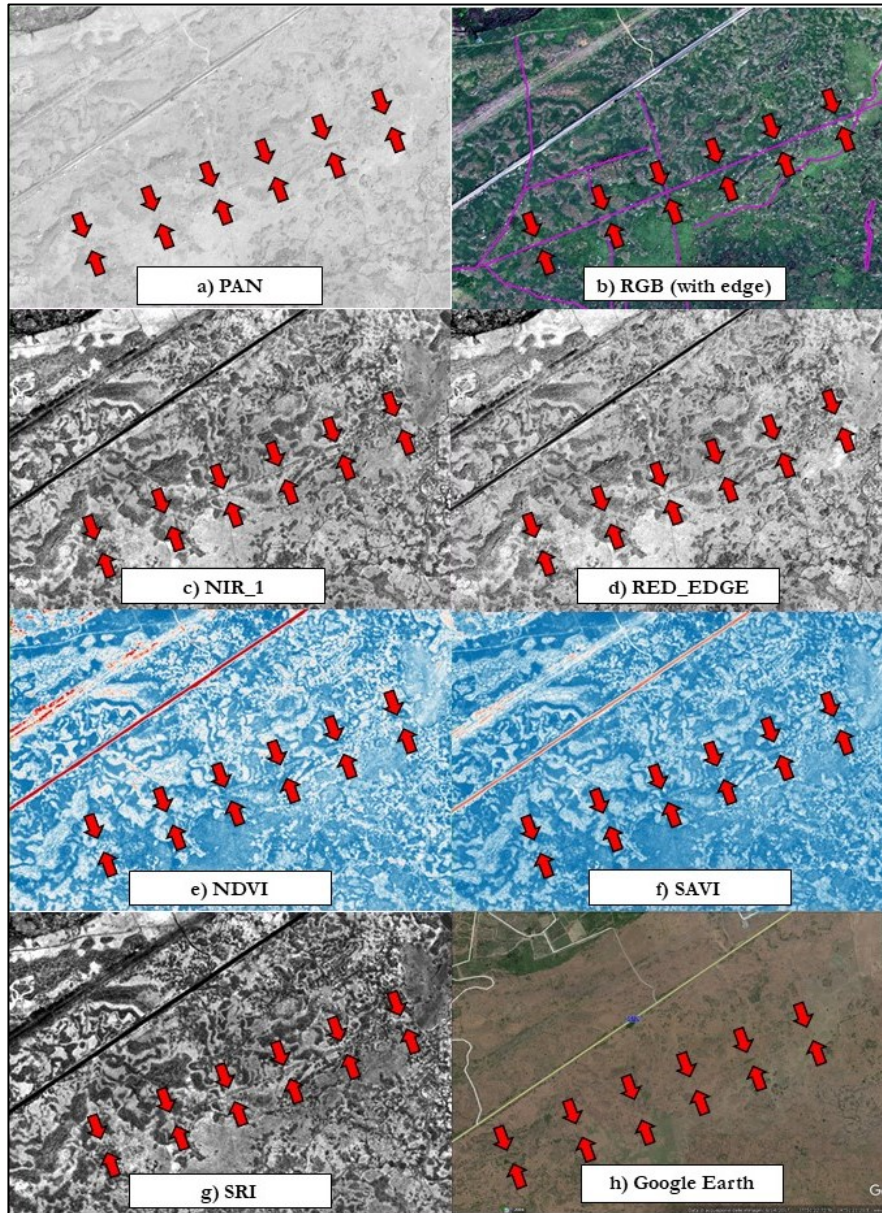 a) PAN
b) RGB (with edge)
c) NIR_1
d) RED_EDGE
e) NDVI
f) SAVI
g) SRI
h) Google Earth